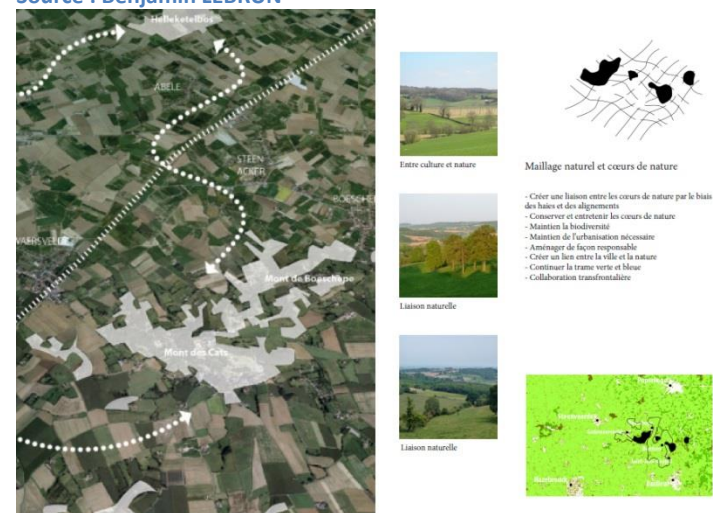 Source : Benjamin LEDRON
Helleketelbos
ABELE
STEEN
ACKER
BOESCHE
WAERSVELDE
Mont de Boeschepe
Mont des Cats
Entre culture et nature
Liaison naturelle
Liaison naturelle
Maillage naturel et cœurs de nature
- Créer une liaison entre les cœurs de nature par le biais
des haies et des alignements
- Conserver et entretenir les cœurs de nature
- Maintien la biodiversité
- Maintien de l'urbanisation nécessaire
- Aménager de façon responsable
- Créer un lien entre la ville et la nature
- Continuer la trame verte et bleue
- Collaboration transfrontalière